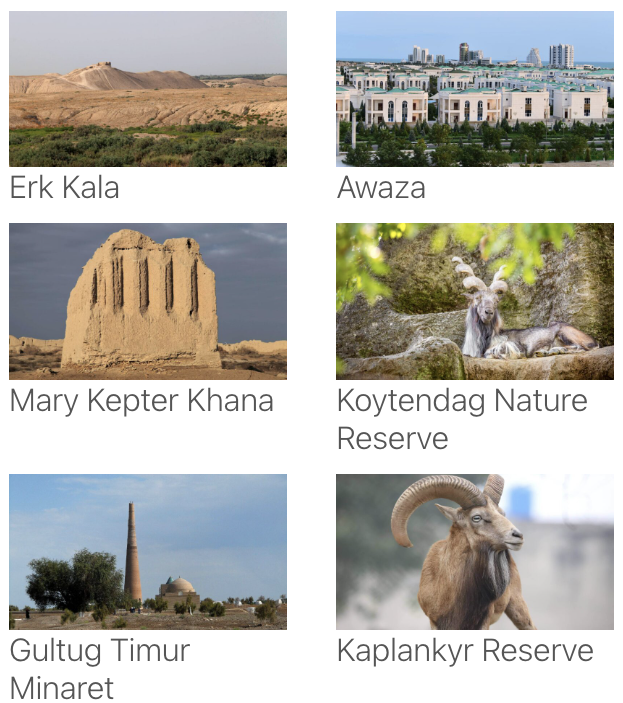 Erk Kala
Awaza
Mary Kepter Khana
Koytendag Nature
Reserve
Gultug Timur
Minaret
Kaplankyr Reserve